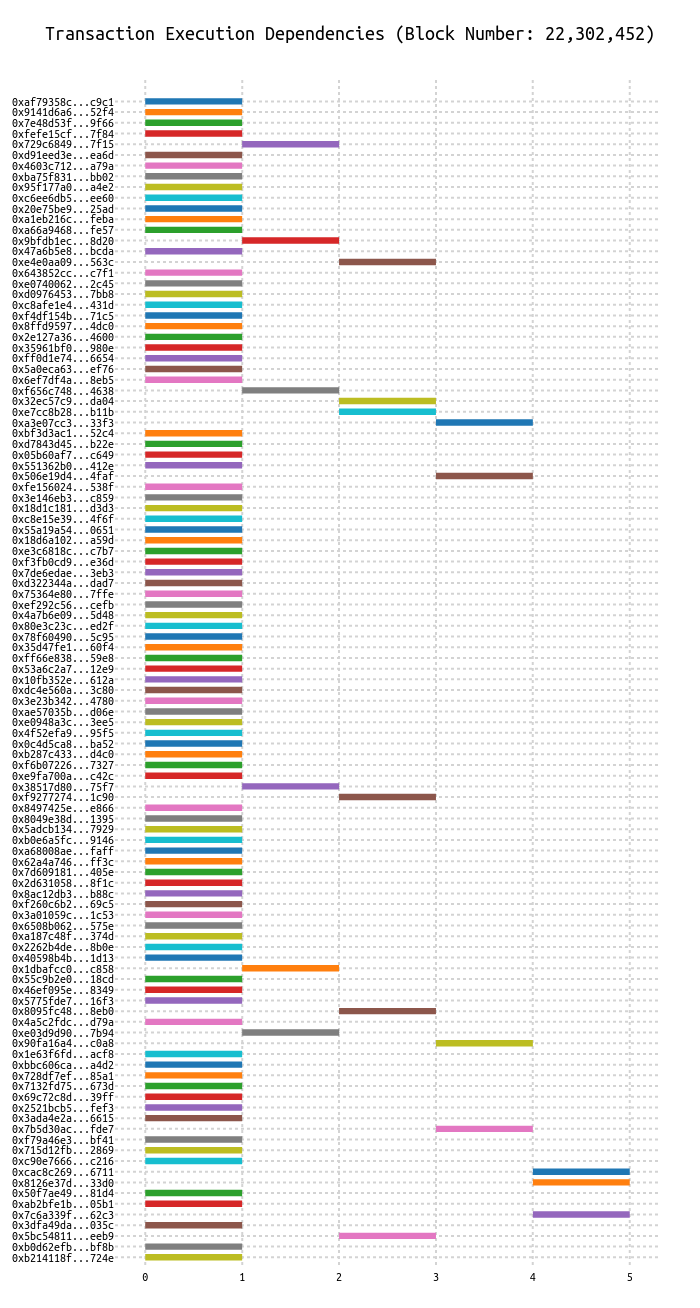 Transaction Execution Dependencies (Block Number: 22,302,452)
0xaf79358c...c9c1
0x9141d6a6...52f4
0x7e48d53f...9f66
0xfefe15cf...7f84
0x729c6849...7f15
0xd91eed3e...ea6d
0x4603c712...a79a
0xba75f831...bb02
0x95f177a0...a4e2
0xc6ee6db5...ee60
0x20e75be9...25ad
0xa1eb216c...feba
0xa66a9468...fe57
0x9bfdb1ec...8d20
0x47a6b5e8...bcda
0xe4e0aa09...563c
0x643852cc...c7f1
0xe0740062...2c45
0xd0976453...7bb8
0xc8afe1e4...431d
0xf4df154b...71c5
0x8ffd9597...4dc0
0x2e127a36...4600
0x35961bf0...980e
0xff0d1e74...6654
0x5a0eca63...ef76
0x6ef7df4a...8eb5
0xf656c748...4638
0x32ec57c9...da04
0xe7cc8b28...b11b
0xa3e07cc3...33f3
0xbf3d3ac1...52c4
0xd7843d45...b22e
0x05b60af7...c649
0x551362b0...412e
0x506e19d4...4faf
0xfe156024...538f
0x3e146eb3...c859
0x18d1c181...d3d3
0xc8e15e39...4f6f
0x55a19a54...0651
0x18d6a102...a59d
0xe3c6818c...c7b7
0xf3fb0cd9...e36d
0x7de6edae...3eb3
0xd322344a...dad7
0x75364e80...7ffe
0xef292c56...cefb
0x4a7b6e09...5d48
0x80e3c23c...ed2f
0x78f60490...5c95
0x35d47fe1...60f4
0xff66e838...59e8
0x53a6c2a7...12e9
0x10fb352e...612a
0xdc4e560a...3c80
0x3e23b342...4780
0xae57035b...d06e
0xe0948a3c...3ee5
0x4f52efa9...95f5
0x0c4d5ca8...ba52
0xb287c433...d4c0
0xf6b07226...7327
0xe9fa700a...c42c
0x38517d80...75f7
0xf9277274...1c90
0x8497425e...e866
0x8049e38d...1395
0x5adcb134...7929
0xb0e6a5fc...9146
0xa68008ae...faff
0x62a4a746...ff3c
0x7d609181...405e
0x2d631058...8f1c
0x8ac12db3...b88c
0xf260c6b2...69c5
0x3a01059c...1c53
0x6508b062...575e
0xa187c48f...374d
0x2262b4de...8b0e
0x40598b4b...1d13
0x1dbafcc0...c858
0x55c9b2e0...18cd
0x46ef095e...8349
0x5775fde7...16f3
0x8095fc48...8eb0
0x4a5c2fdc...d79a
0xe03d9d90...7b94
0x90fa16a4...c0a8
0x1e63f6fd...acf8
0xbbc606ca...a4d2
0x728df7ef...85a1
0x7132fd75...673d
0x69c72c8d...39ff
0x2521bcb5...fef3
0x3ada4e2a...6615
0x7b5d30ac...fde7
0xf79a46e3...bf41
0x715d12fb...2869
0xc90e7666...c216
0xcac8c269...6711
0x8126e37d...33d0
0x50f7ae49...81d4
0xab2bfe1b...05b1
0x7c6a339f...62c3
0x3dfa49da...035c
0x5bc54811...eeb9
0xb0d62efb...bf8b
0xb214118f...724e
0 1 2 3 4 5